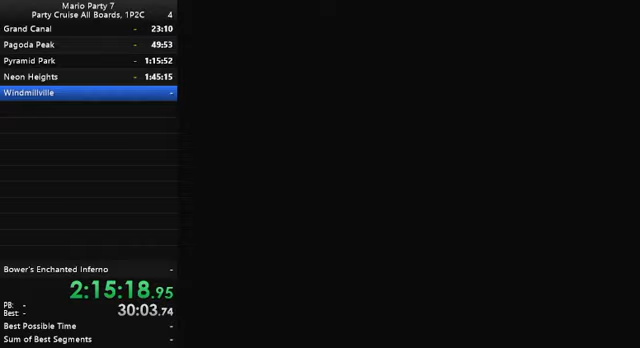 Mario Party 7
Party Cruise All Boards, 1P2C 4
Grand Canal - 23:10
Pagoda Peak - 49:53
Pyramid Park - 1:15:52
Neon Heights - 1:45:15
Windmillville -
Bower's Enchanted Inferno -
2:15:18.95
PB: -
Best: - 30:03.74
Best Possible Time -
Sum of Best Segments -